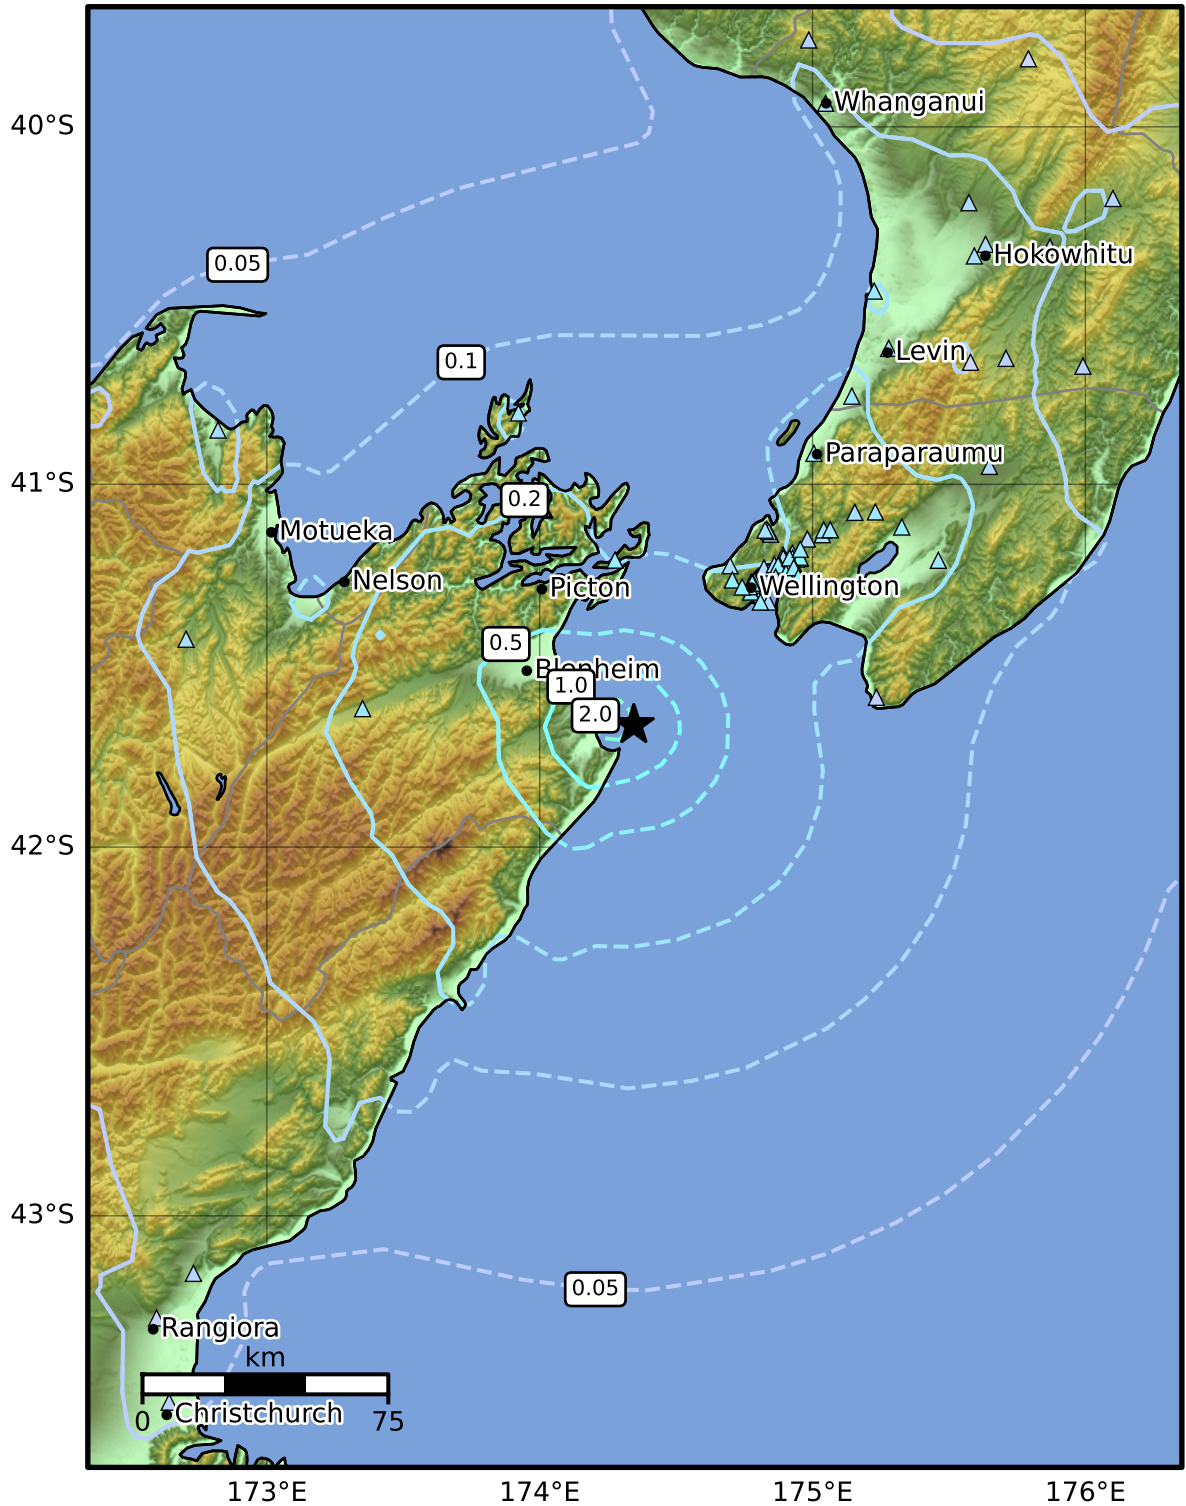 40°S
41°S
42°S
43°S
173°E
174°E
175°E
176°E
Whanganui
Hokowhitu
0.05
Levin
0.1
Paraparaumu
0.2
Motueka
Nelson
Picton
Wellington
0.5
Blenheim
1.0
2.0
0.05
Rangiora
km
0
75
Christchurch